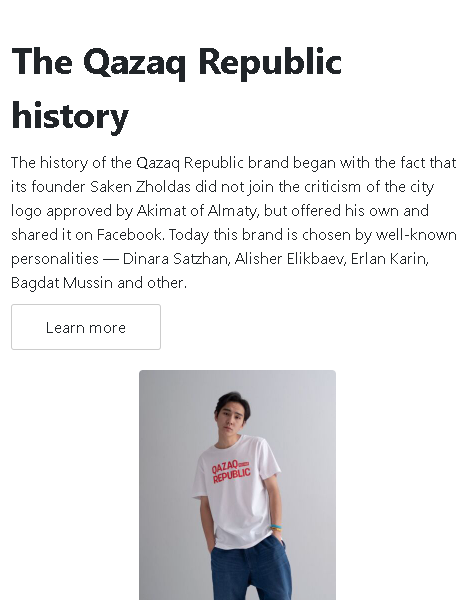 The Qazaq Republic
history
The history of the Qazaq Republic brand began with the fact that
its founder Saken Zholdas did not join the criticism of the city
logo approved by Akimat of Almaty, but offered his own and
shared it on Facebook. Today this brand is chosen by well-known
personalities — Dinara Satzhan, Alisher Elikbaev, Erlan Karin,
Bagdat Mussin and other.
Learn more
QAZAQ
REPUBLIC